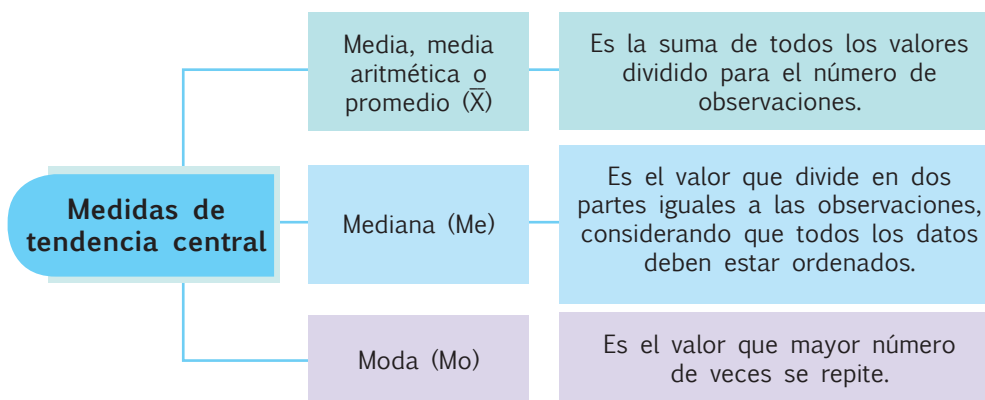 Medidas de
tendencia central
Media, media
aritmética o
promedio (X̅)
Es la suma de todos los valores
dividido para el número de
observaciones.
Mediana (Me)
Es el valor que divide en dos
partes iguales a las observaciones,
considerando que todos los datos
deben estar ordenados.
Moda (Mo)
Es el valor que mayor número
de veces se repite.